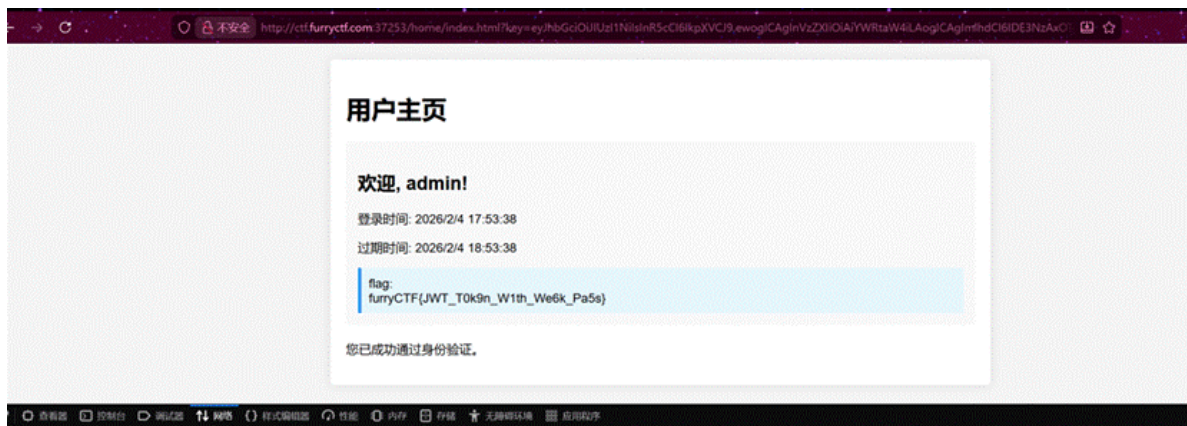 不安全 http://ctf.furryctf.com:37253/home/index.html?key=
用户主页
欢迎, admin!
登录时间: 2026/2/4 17:53:38
过期时间: 2026/2/4 18:53:38
flag:
furryCTF{JWT_T0k9n_W1th_We6k_Pa5s}
您已成功通过身份验证。
查看器 控制台 调试器 网络 {} 样式编辑器 性能 内存 存储 无障碍环境 应用程序